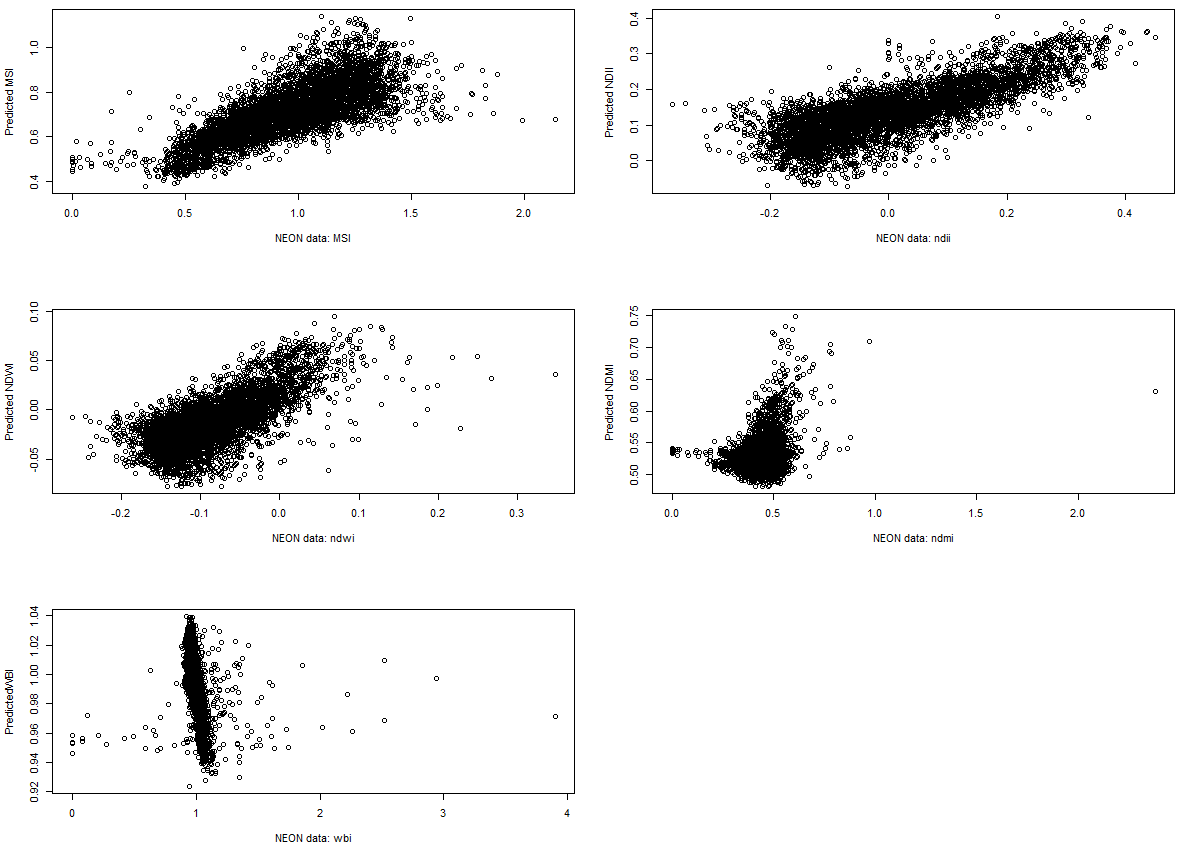 Predicted MSI
0.4 0.6 0.8 1.0
0.0 0.5 1.0 1.5 2.0
NEON data: MSI
Predicted NDII
0.0 0.1 0.2 0.3 0.4
-0.2 0.0 0.2 0.4
NEON data: ndii
Predicted NDWI
-0.05 0.00 0.05 0.10
-0.2 -0.1 0.0 0.1 0.2 0.3
NEON data: ndwi
Predicted NDMI
0.50 0.55 0.60 0.65 0.70 0.75
0.0 0.5 1.0 2.0
NEON data: ndmi
PredictedWBI
0.92 0.94 0.96 0.98 1.00 1.02 1.04
0 1 2 3 4
NEON data: wbi